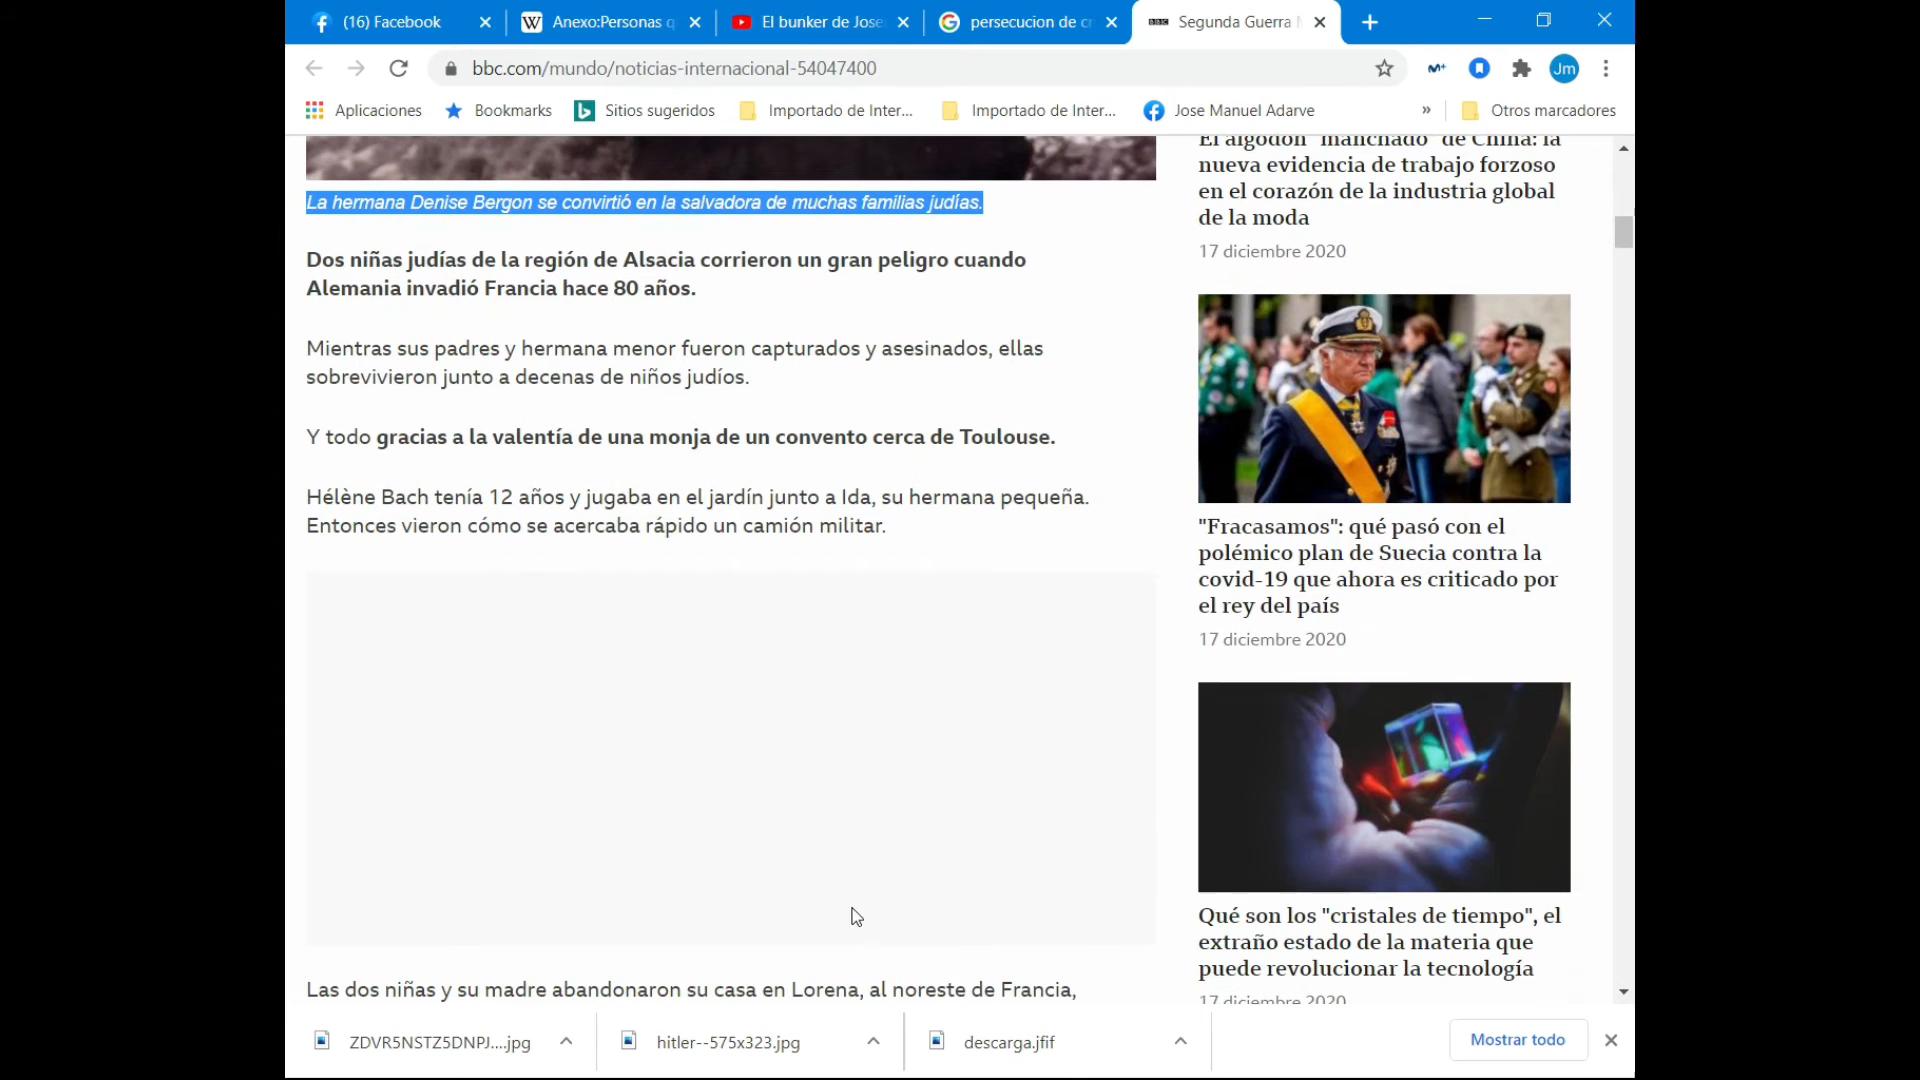 (16) Facebook
Anexo:Personas q
El bunker de Jose
persecucion de c
Segunda Guerra
bbc.com/mundo/noticias-internacional-54047400
Jm
Aplicaciones
Bookmarks
Sitios sugeridos
Importado de Inter...
Importado de Inter...
Jose Manuel Adarve
»
Otros marcadores
La hermana Denise Bergon se convirtió en la salvadora de muchas familias judías.
Dos niñas judías de la región de Alsacia corrieron un gran peligro cuando
Alemania invadió Francia hace 80 años.
Mientras sus padres y hermana menor fueron capturados y asesinados, ellas
sobrevivieron junto a decenas de niños judíos.
Y todo gracias a la valentía de una monja de un convento cerca de Toulouse.
Hélène Bach tenía 12 años y jugaba en el jardín junto a Ida, su hermana pequeña.
Entonces vieron cómo se acercaba rápido un camión militar.
Las dos niñas y su madre abandonaron su casa en Lorena, al noreste de Francia,
El algodón "manchado" de China: la
nueva evidencia de trabajo forzoso
en el corazón de la industria global
de la moda
17 diciembre 2020
"Fracasamos": qué pasó con el
polémico plan de Suecia contra la
covid-19 que ahora es criticado por
el rey del país
17 diciembre 2020
Qué son los "cristales de tiempo", el
extraño estado de la materia que
puede revolucionar la tecnología
17 diciembre 2020
ZDVR5NSTZ5DNPJ....jpg
hitler--575x323.jpg
descarga.jfif
Mostrar todo